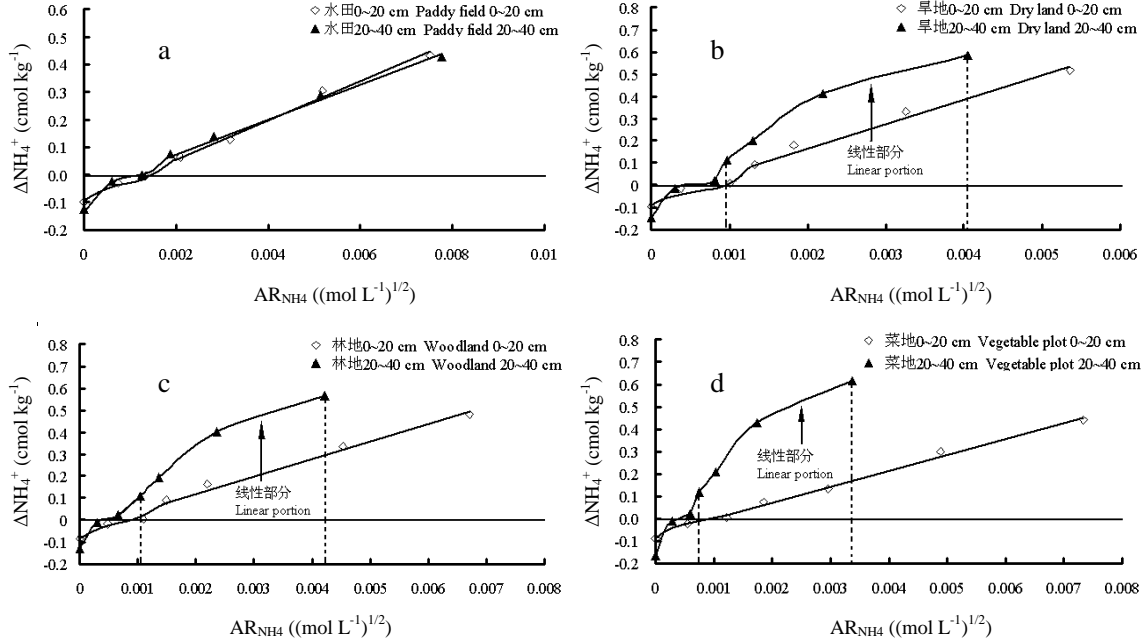 水田0~20 cm Paddy field 0~20 cm
水田20~40 cm Paddy field 20~40 cm
a
0.6
0.5
0.4
0.3
0.2
0.1
0.0
-0.1
-0.2
0
0.002
0.004
0.006
0.008
0.01
ΔNH₄⁺ (cmol kg⁻¹)
AR_NH4 ((mol L⁻¹)^1/2)
旱地0~20 cm Dry land 0~20 cm
旱地20~40 cm Dry land 20~40 cm
b
0.8
0.7
0.6
0.5
0.4
0.3
0.2
0.1
0
-0.1
-0.2
线性部分
Linear portion
0
0.001
0.002
0.003
0.004
0.005
0.006
ΔNH₄⁺ (cmol kg⁻¹)
AR_NH4 ((mol L⁻¹)^1/2)
林地0~20 cm Woodland 0~20 cm
林地20~40 cm Woodland 20~40 cm
c
0.8
0.7
0.6
0.5
0.4
0.3
0.2
0.1
0
-0.1
-0.2
线性部分
Linear portion
0
0.001
0.002
0.003
0.004
0.005
0.006
0.007
0.008
ΔNH₄⁺ (cmol kg⁻¹)
AR_NH4 ((mol L⁻¹)^1/2)
菜地0~20 cm Vegetable plot 0~20 cm
菜地20~40 cm Vegetable plot 20~40 cm
d
0.8
0.7
0.6
0.5
0.4
0.3
0.2
0.1
0.0
-0.1
-0.2
线性部分
Linear portion
0
0.001
0.002
0.003
0.004
0.005
0.006
0.007
0.008
ΔNH₄⁺ (cmol kg⁻¹)
AR_NH4 ((mol L⁻¹)^1/2)